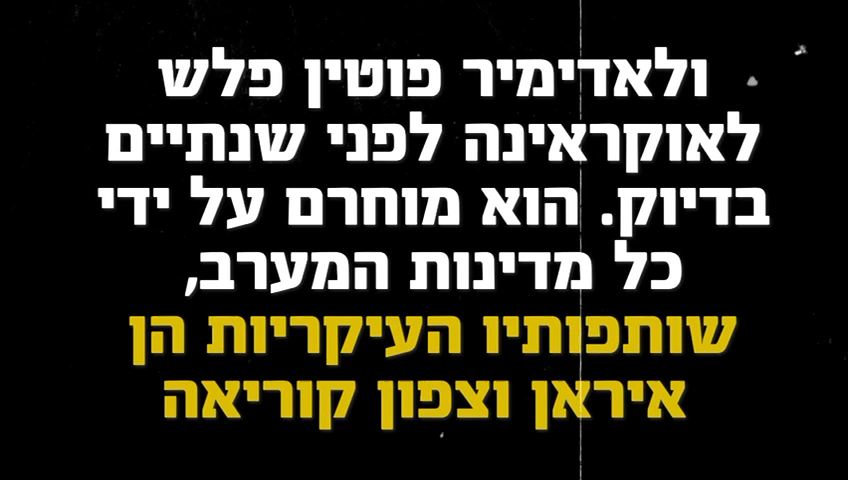 ולאדימיר פוטין פלש
לאוקראינה לפני שנתיים
בדיוק. הוא מוחרם על ידי
כל מדינות המערב,
שותפותיו העיקריות הן
איראן וצפון קוריאה